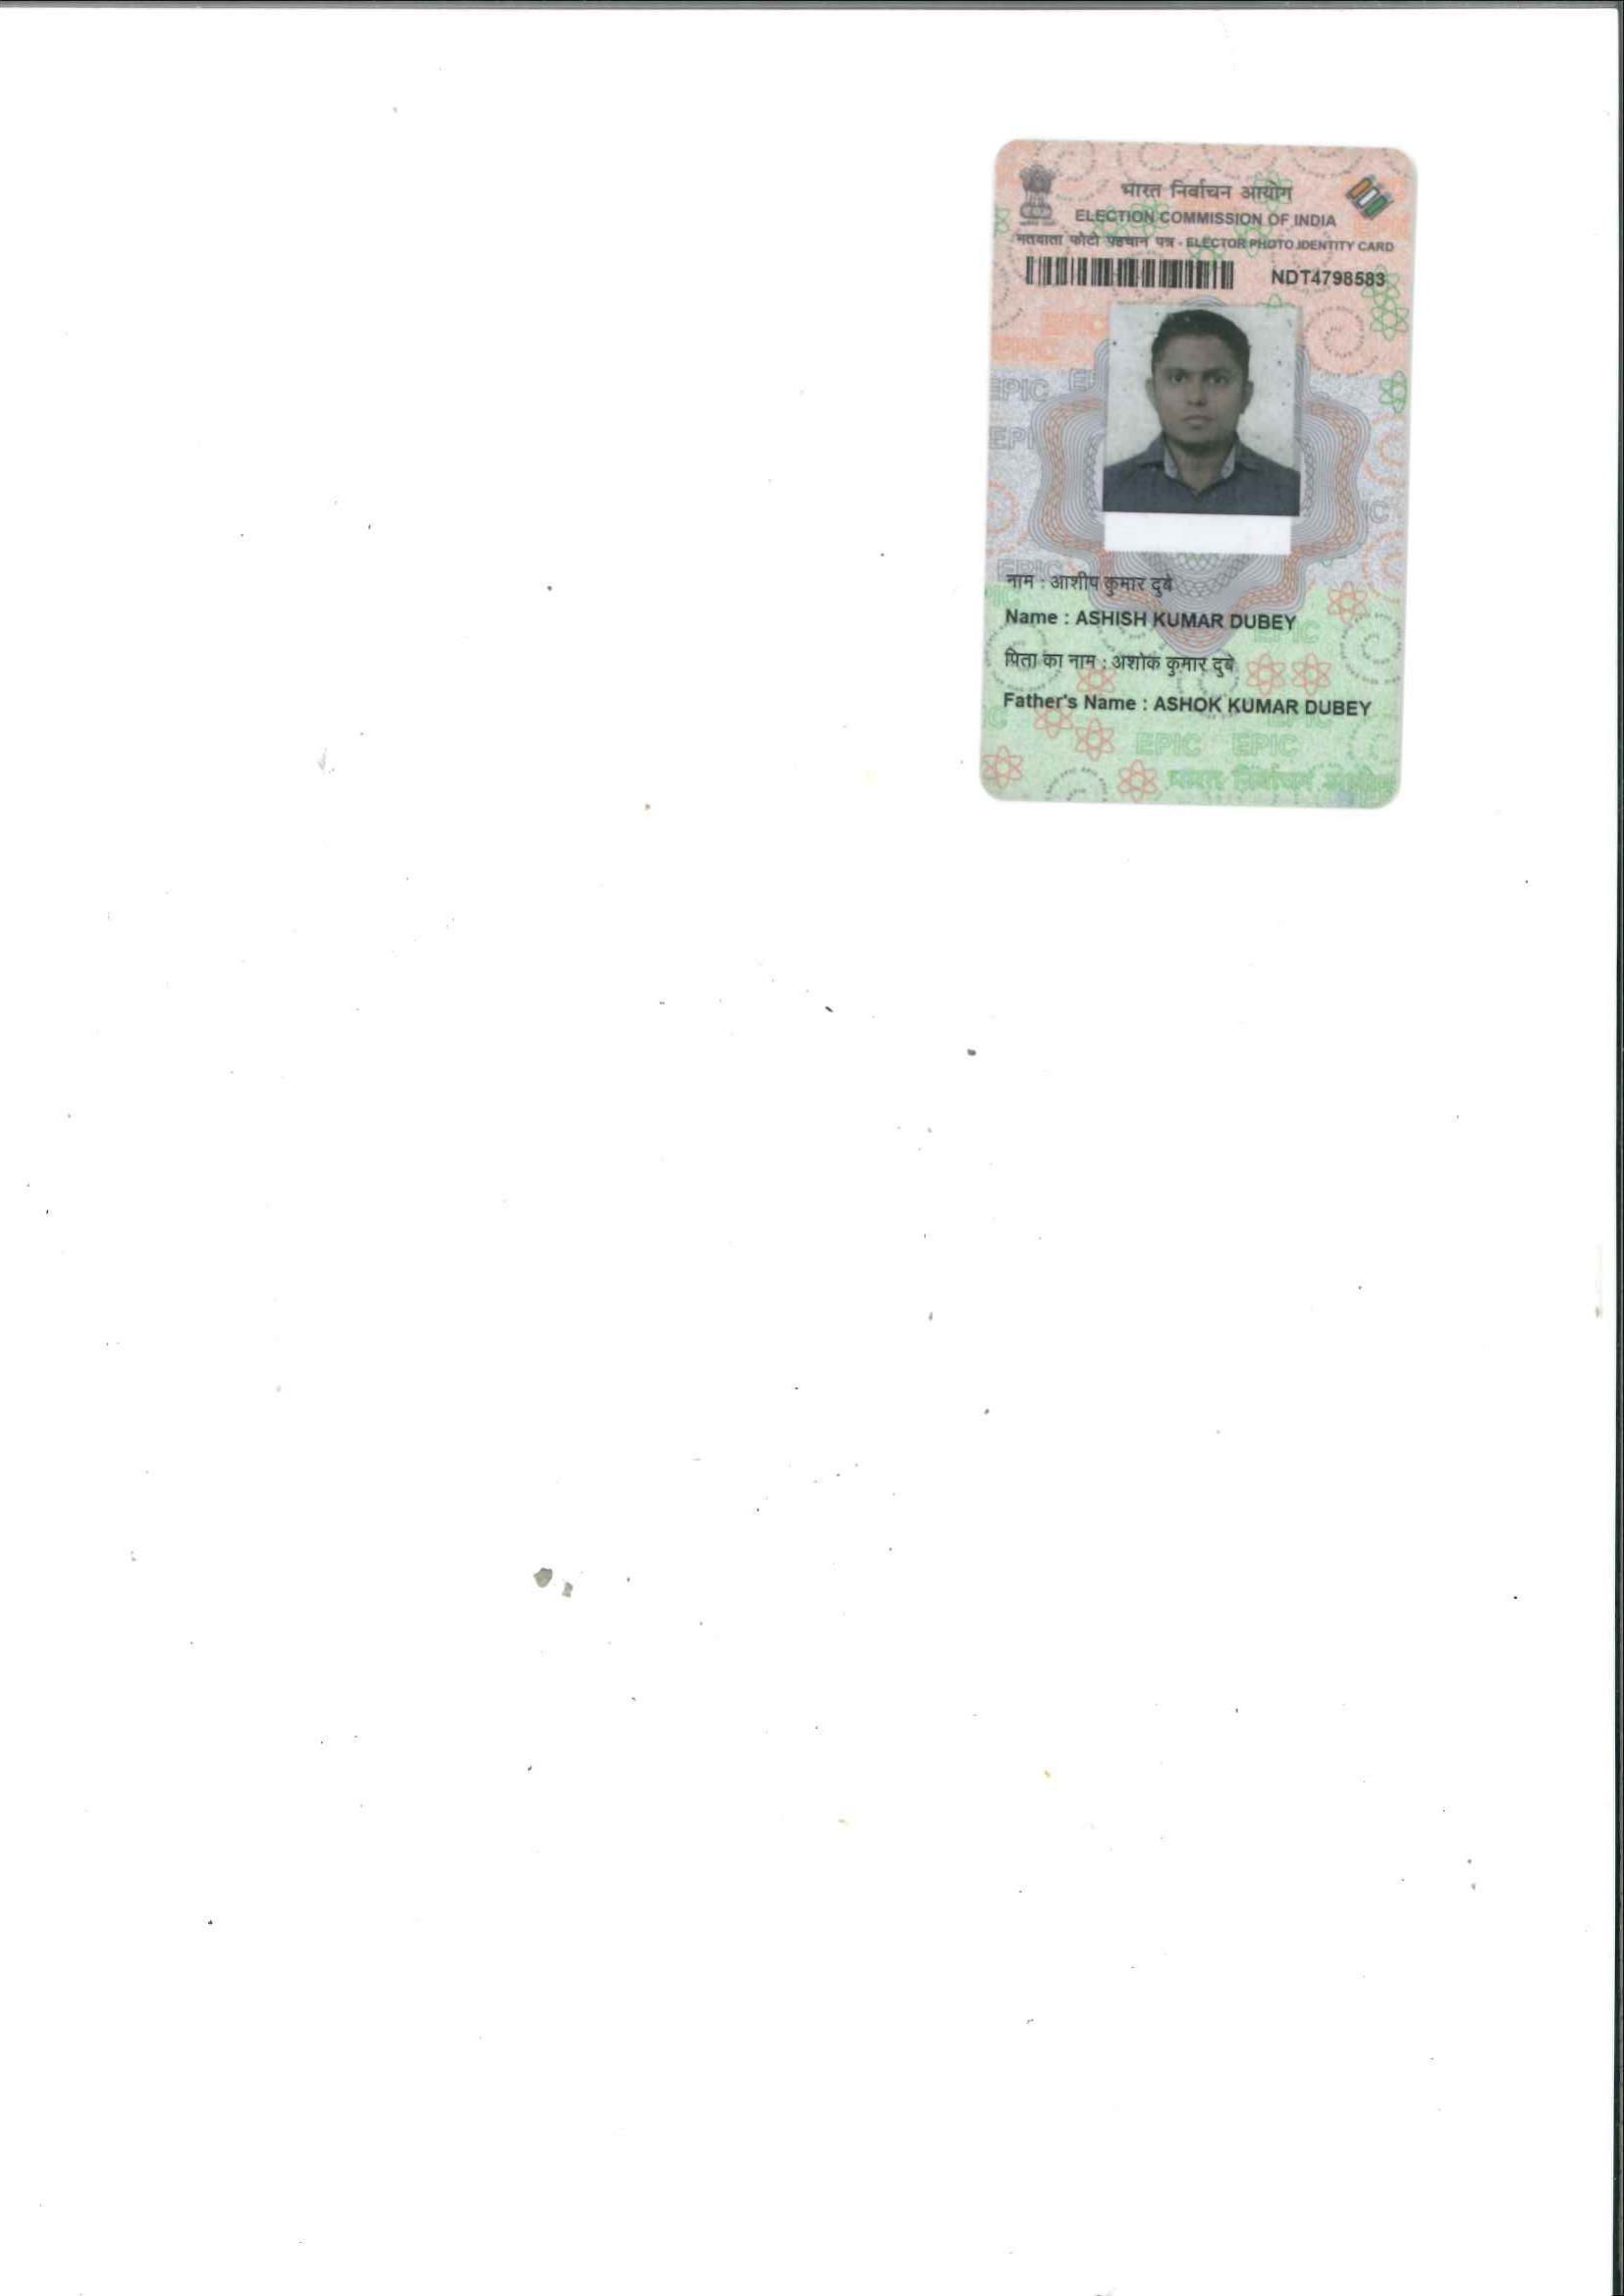 भारत निर्वाचन आयोग
ELECTION COMMISSION OF INDIA
मतदाता फोटो पहचान पत्र - ELECTOR PHOTO IDENTITY CARD
NDT4798583
EPIC
EPIC
EPIC
नाम : आशीष कुमार दुबे
Name : ASHISH KUMAR DUBEY
पिता का नाम : अशोक कुमार दुबे
Father's Name : ASHOK KUMAR DUBEY
EPIC EPIC
भारत निर्वाचन आयोग